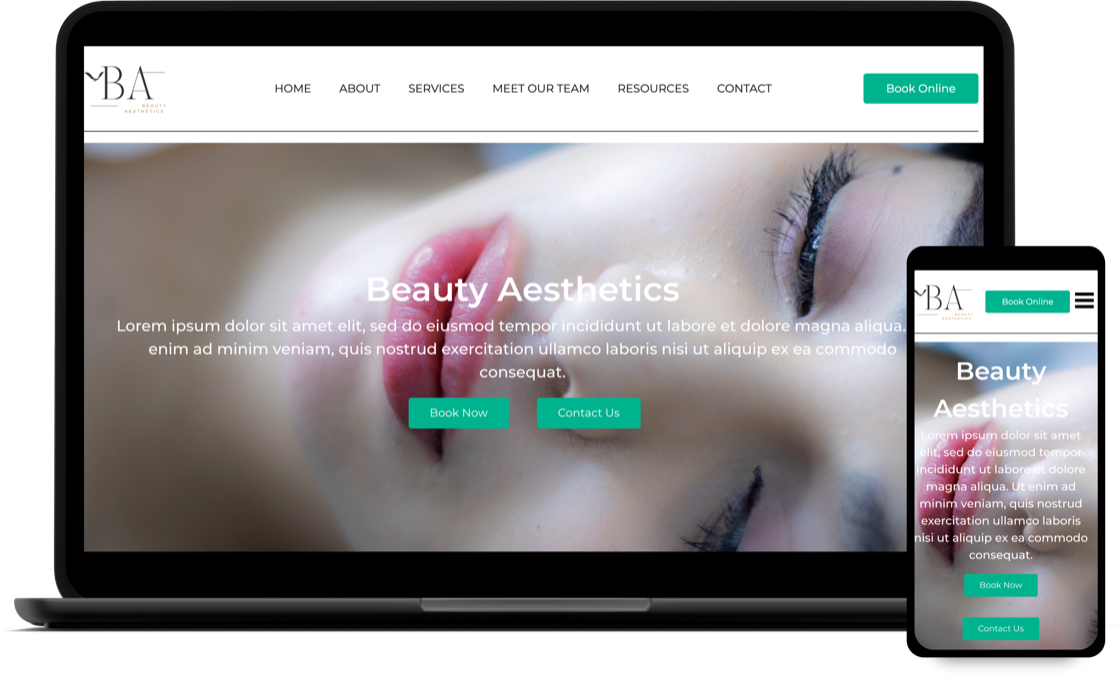 BA
BEAUTY
AESTHETICS
HOME ABOUT SERVICES MEET OUR TEAM RESOURCES CONTACT
Book Online
Beauty Aesthetics
Lorem ipsum dolor sit amet elit, sed do eiusmod tempor incididunt ut labore et dolore magna aliqua.
enim ad minim veniam, quis nostrud exercitation ullamco laboris nisi ut aliquip ex ea commodo
consequat.
Book Now Contact Us
BA
BEAUTY
AESTHETICS
Book Online
Beauty
Aesthetics
Lorem ipsum dolor sit amet
elit, sed do eiusmod tempor
incididunt ut labore et dolore
magna aliqua. Ut enim ad
minim veniam, quis nostrud
exercitation ullamco laboris
nisi ut aliquip ex ea commodo
consequat.
Book Now
Contact Us